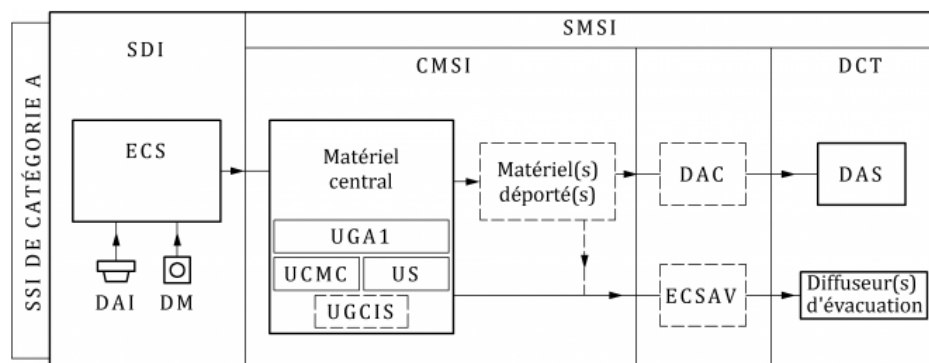 SSI DE CATÉGORIE A
SDI
SMSI
CMSI
DCT
ECS
DAI
DM
Matériel
central
UGA1
UCMC
US
UGCIS
Matériel(s)
déporté(s)
DAC
DAS
ECSAV
Diffuseur(s)
d'évacuation